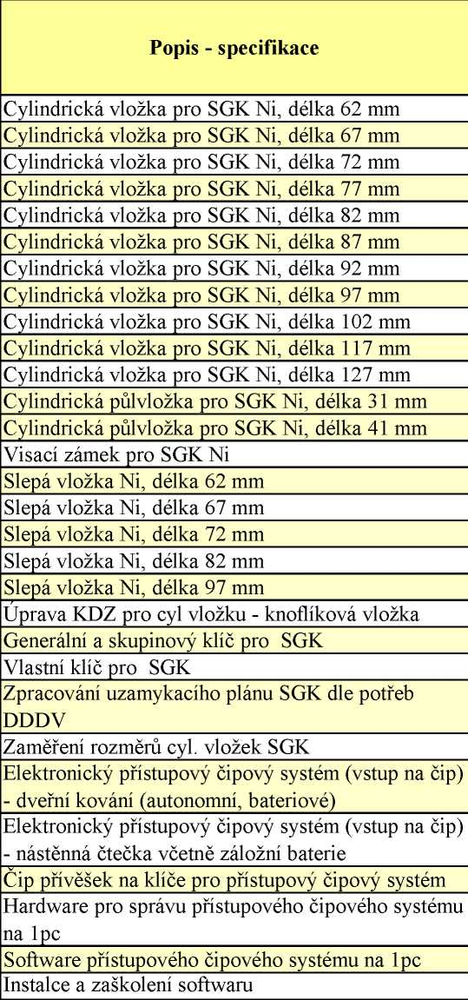 Popis - specifikace
Cylindrická vložka pro SGK Ni, délka 62 mm
Cylindrická vložka pro SGK Ni, délka 67 mm
Cylindrická vložka pro SGK Ni, délka 72 mm
Cylindrická vložka pro SGK Ni, délka 77 mm
Cylindrická vložka pro SGK Ni, délka 82 mm
Cylindrická vložka pro SGK Ni, délka 87 mm
Cylindrická vložka pro SGK Ni, délka 92 mm
Cylindrická vložka pro SGK Ni, délka 97 mm
Cylindrická vložka pro SGK Ni, délka 102 mm
Cylindrická vložka pro SGK Ni, délka 117 mm
Cylindrická vložka pro SGK Ni, délka 127 mm
Cylindrická půlvložka pro SGK Ni, délka 31 mm
Cylindrická půlvložka pro SGK Ni, délka 41 mm
Visací zámek pro SGK Ni
Slepá vložka Ni, délka 62 mm
Slepá vložka Ni, délka 67 mm
Slepá vložka Ni, délka 72 mm
Slepá vložka Ni, délka 82 mm
Slepá vložka Ni, délka 97 mm
Úprava KDZ pro cyl vložku - knoflíková vložka
Generální a skupinový klíč pro  SGK
Vlastní klíč pro  SGK
Zpracování uzamykacího plánu SGK dle potřeb
DDDV
Zaměření rozměrů cyl. vložek SGK
Elektronický přístupový čipový systém (vstup na čip)
- dveřní kování (autonomní, bateriové)
Elektronický přístupový čipový systém (vstup na čip)
- nástěnná čtečka včetně záložní baterie
Čip přívěšek na klíče pro přístupový čipový systém
Hardware pro správu přístupového čipového systému
na 1pc
Software přístupového čipového systému na 1pc
Instalce a zaškolení softwaru